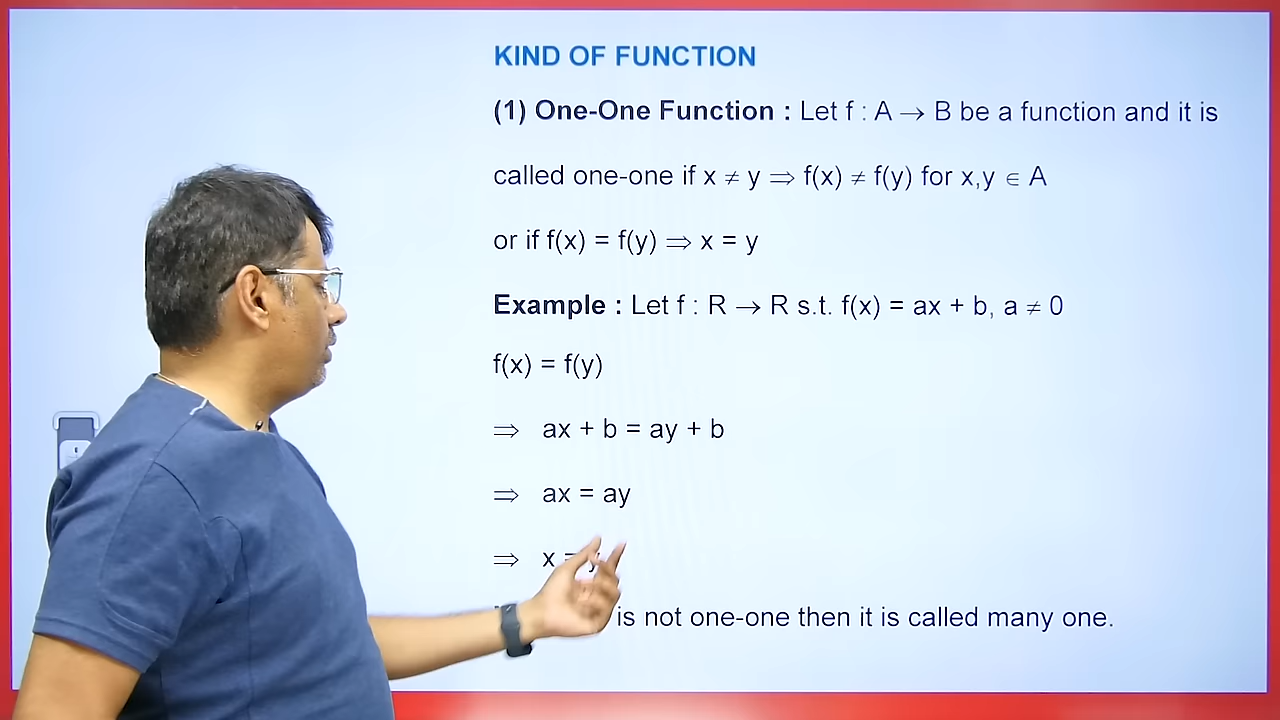 KIND OF FUNCTION
(1) One-One Function : Let f : A → B be a function and it is
called one-one if x ≠ y ⇒ f(x) ≠ f(y) for x,y ∈ A
or if f(x) = f(y) ⇒ x = y
Example : Let f : R → R s.t. f(x) = ax + b, a ≠ 0
f(x) = f(y)
⇒ ax + b = ay + b
⇒ ax = ay
⇒ x = y
is not one-one then it is called many one.